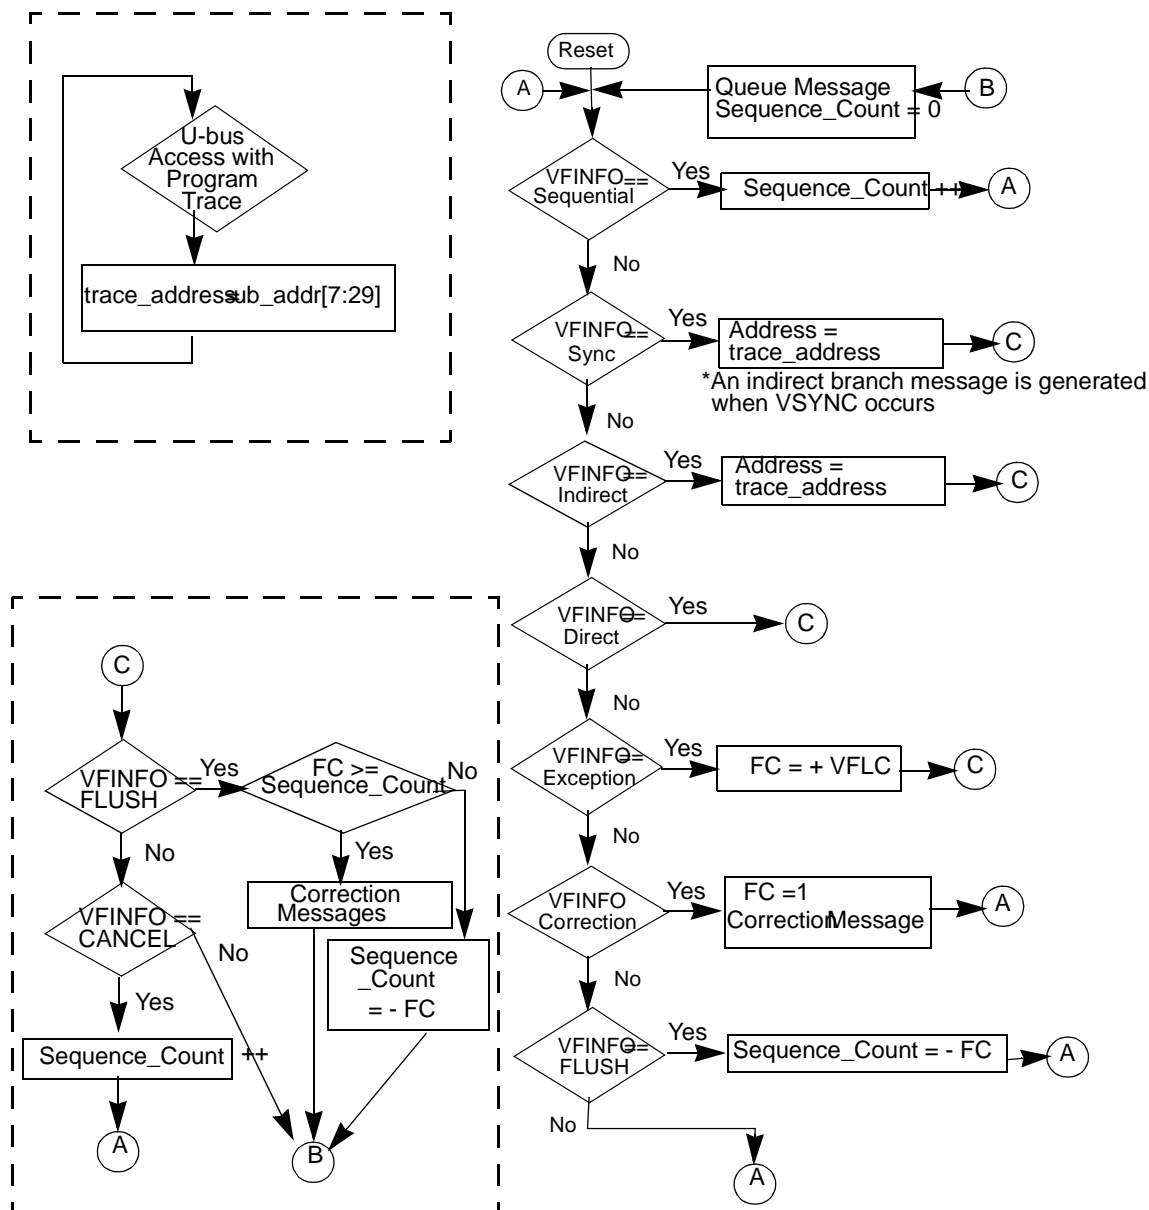 U-bus
Access with
Program
Trace
trace_address=sub_addr[7:29]
Reset
A
Queue Message
Sequence_Count = 0
B
VFINFO==
Sequential
Yes
Sequence_Count ++
A
No
VFINFO==
Sync
Yes
Address =
trace_address
C
*An indirect branch message is generated
when VSYNC occurs
No
VFINFO==
Indirect
Yes
Address =
trace_address
C
No
VFINFO==
Direct
Yes
C
No
VFINFO==
Exception
Yes
FC = + VFLC
C
No
VFINFO
Correction
Yes
FC =1
Correction Message
A
No
VFINFO==
FLUSH
Yes
Sequence_Count = - FC
A
No
A
C
VFINFO ==
FLUSH
Yes
FC >=
Sequence_Count
No
No
Yes
VFINFO ==
CANCEL
No
Correction
Messages
Sequence
_Count
= - FC
Yes
Sequence_Count ++
A
B